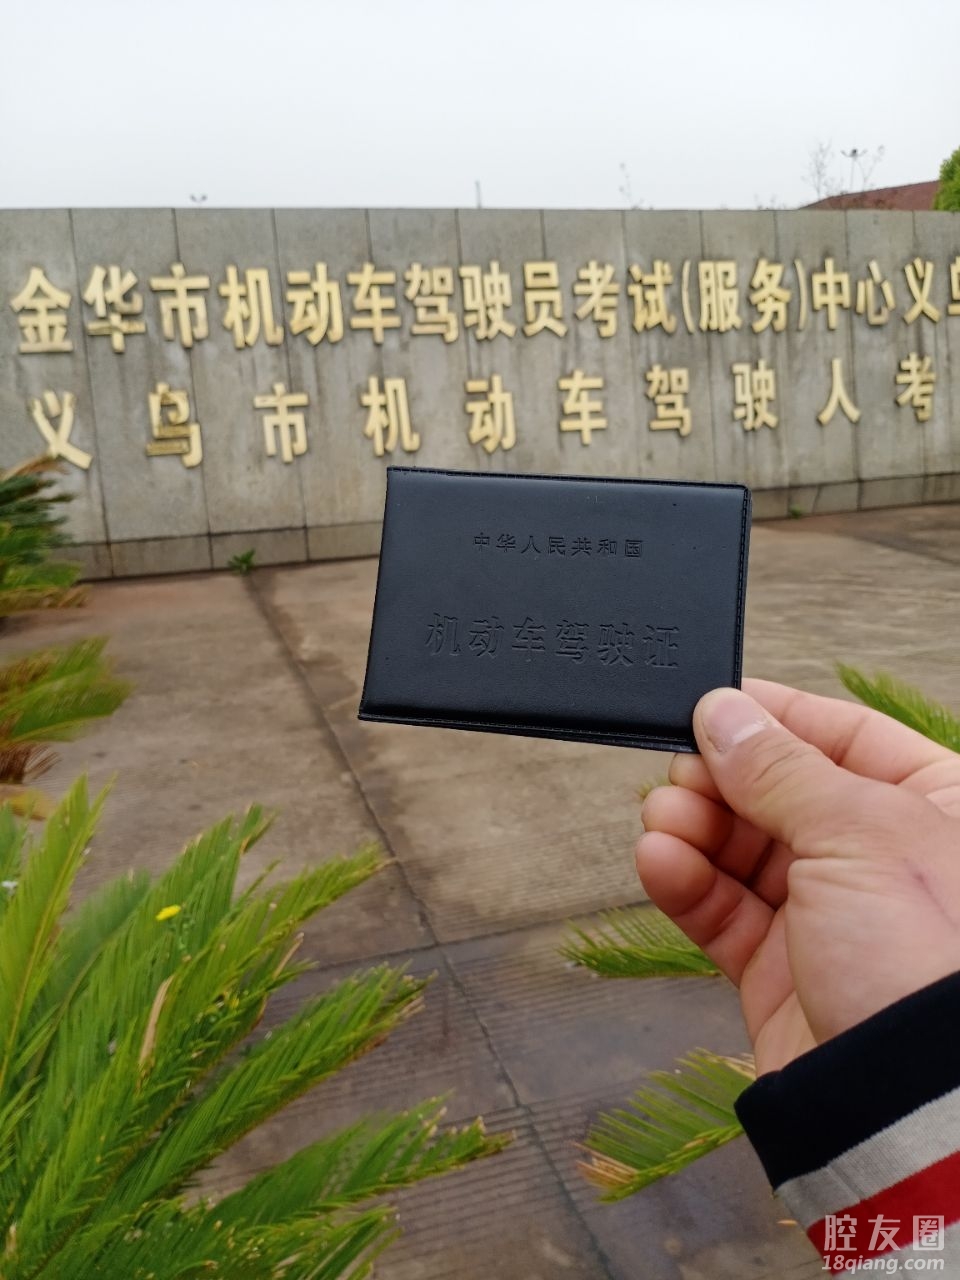 金华市机动车驾驶员考试(服务)中心义乌
义乌市机动车驾驶人考
中华人民共和国
机动车驾驶证
腔友圈
18qiang.com